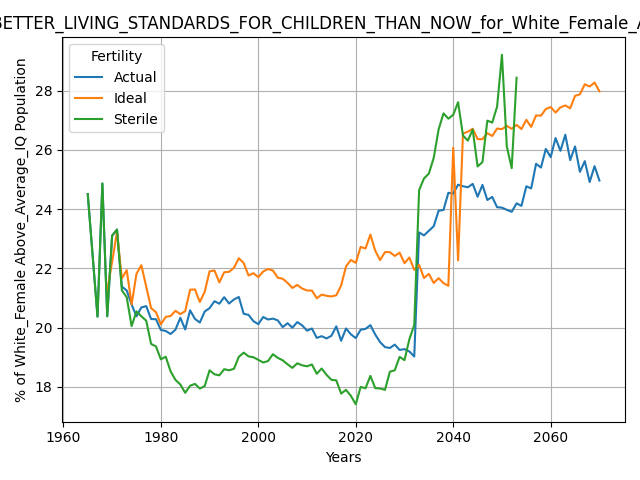 BETTER_LIVING_STANDARDS_FOR_CHILDREN_THAN_NOW_for_White_Female_A
Fertility
Actual
Ideal
Sterile
% of White_Female Above_Average_IQ Population
28
26
24
22
20
18
1960
1980
2000
2020
2040
2060
Years